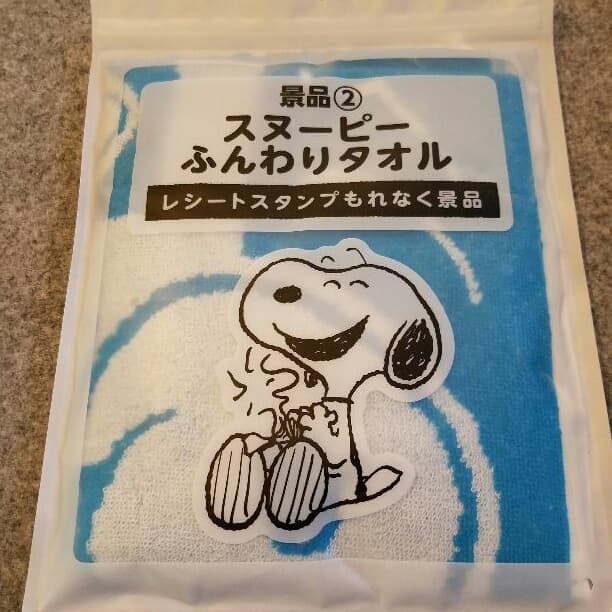 景品②
スヌーピー
ふんわりタオル
レシートスタンプもれなく景品